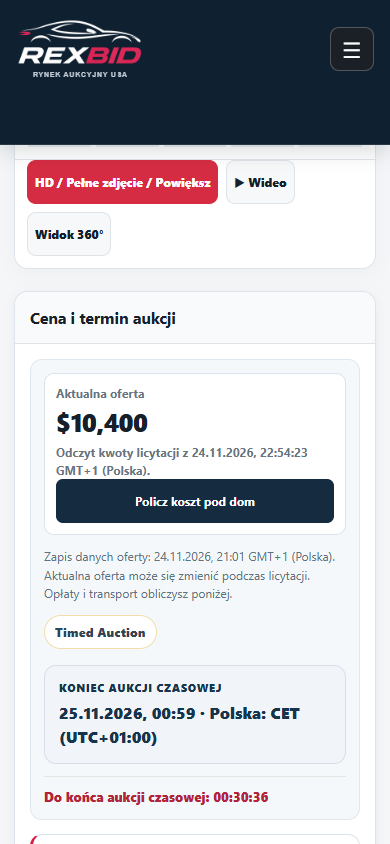 REXBID
RYNEK AUKCYJNY USA
HD / Pełne zdjęcie / Powiększ
▶ Wideo
Widok 360°
Cena i termin aukcji
Aktualna oferta
$10,400
Odczyt kwoty licytacji z 24.11.2026, 22:54:23
GMT+1 (Polska).
Policz koszt pod dom
Zapis danych oferty: 24.11.2026, 21:01 GMT+1 (Polska).
Aktualna oferta może się zmienić podczas licytacji.
Opłaty i transport obliczysz poniżej.
Timed Auction
KONIEC AUKCJI CZASOWEJ
25.11.2026, 00:59 · Polska: CET
(UTC+01:00)
Do końca aukcji czasowej: 00:30:36